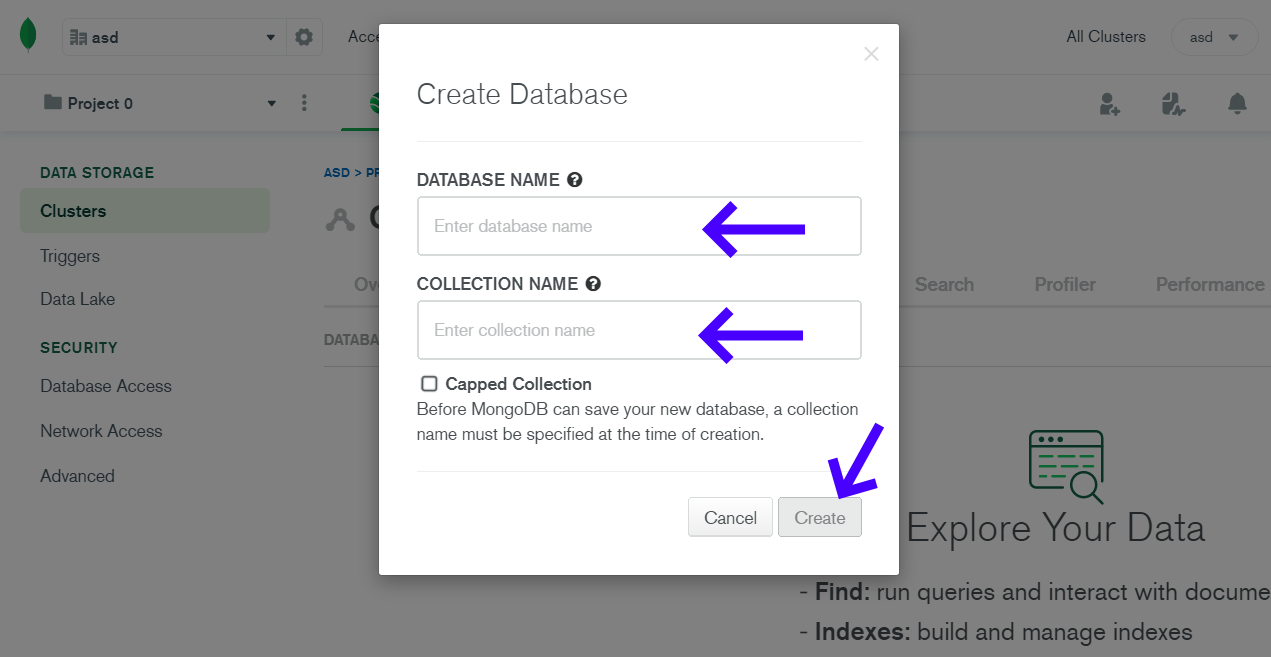 asd
Acce
All Clusters
asd
Project 0
DATA STORAGE
Clusters
Triggers
Data Lake
SECURITY
Database Access
Network Access
Advanced
ASD > PR
C
Ove
Search
Profiler
Performance
DATABA
Create Database
DATABASE NAME
Enter database name
COLLECTION NAME
Enter collection name
Capped Collection
Before MongoDB can save your new database, a collection
name must be specified at the time of creation.
Cancel
Create
Explore Your Data
- Find: run queries and interact with docume
- Indexes: build and manage indexes